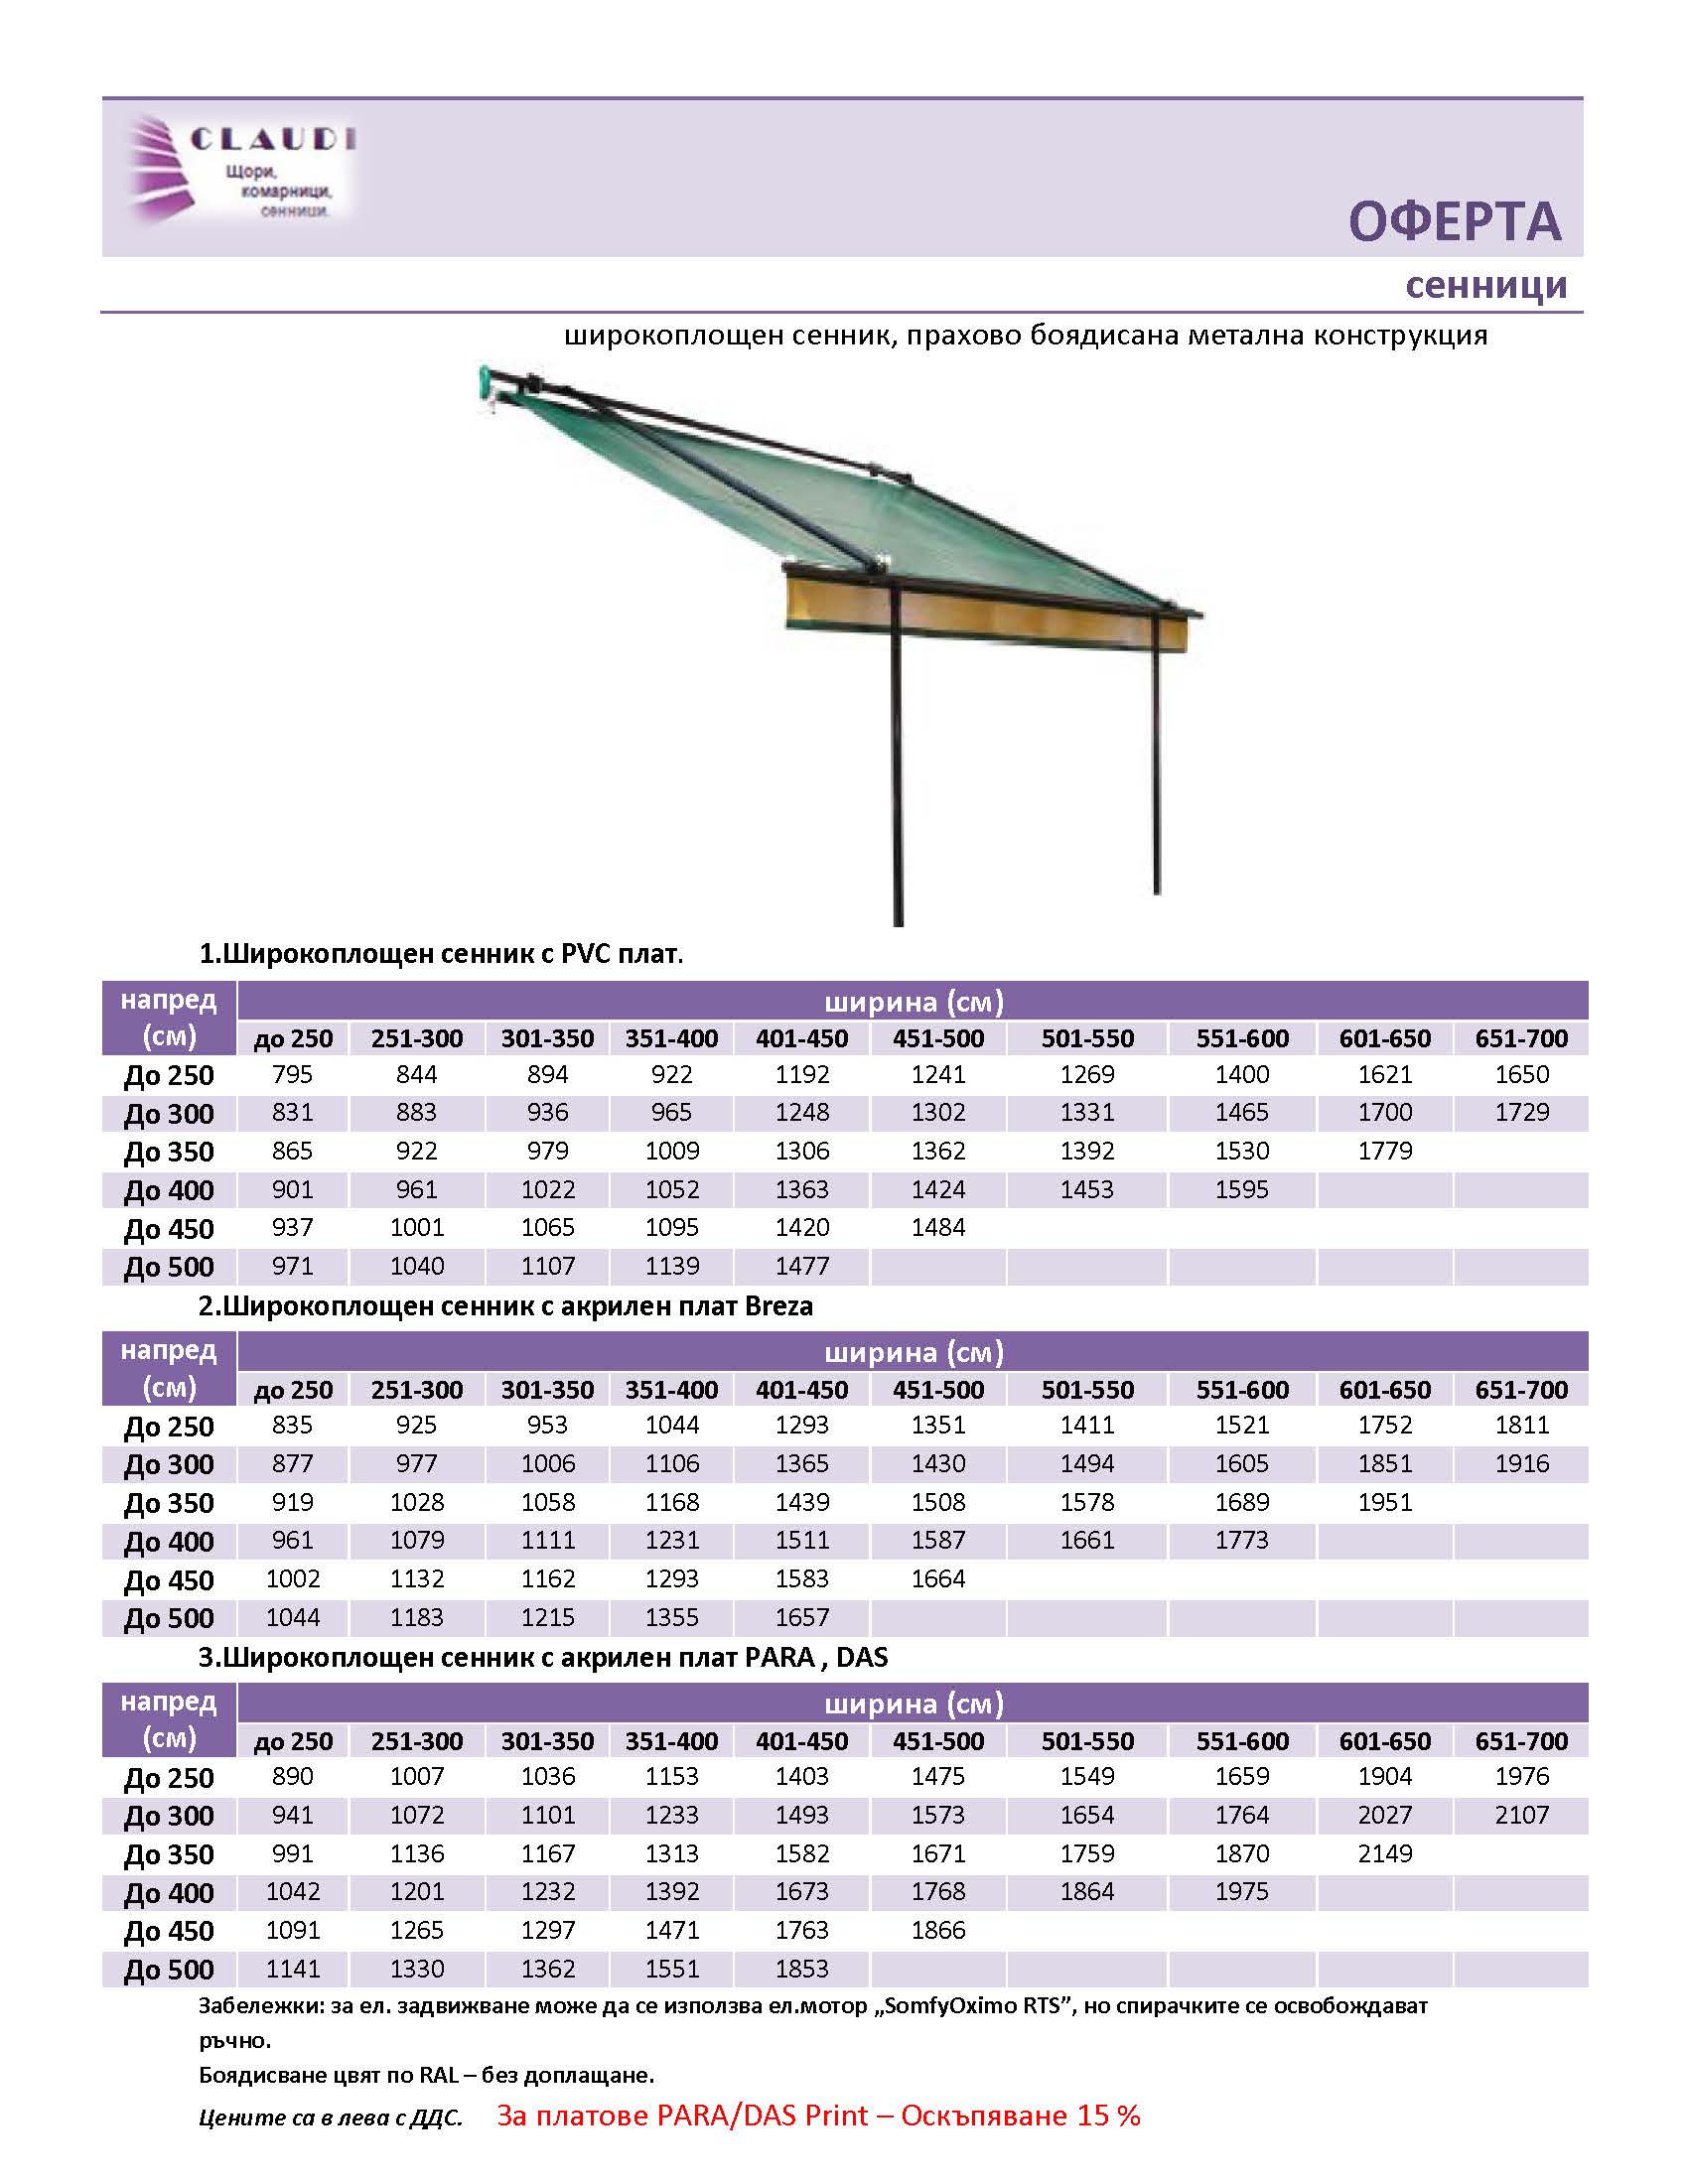 CLAUDI
Щори,
комарници,
сенници.
ОФЕРТА
сенници
широкоплощен сенник, прахово боядисана метална конструкция
1.Широкоплощен сенник с PVC плат.
напред (см) ширина (см)
до 250 251-300 301-350 351-400 401-450 451-500 501-550 551-600 601-650 651-700
До 250 795 844 894 922 1192 1241 1269 1400 1621 1650
До 300 831 883 936 965 1248 1302 1331 1465 1700 1729
До 350 865 922 979 1009 1306 1362 1392 1530 1779
До 400 901 961 1022 1052 1363 1424 1453 1595
До 450 937 1001 1065 1095 1420 1484
До 500 971 1040 1107 1139 1477
2.Широкоплощен сенник с акрилен плат Breza
напред (см) ширина (см)
до 250 251-300 301-350 351-400 401-450 451-500 501-550 551-600 601-650 651-700
До 250 835 925 953 1044 1293 1351 1411 1521 1752 1811
До 300 877 977 1006 1106 1365 1430 1494 1605 1851 1916
До 350 919 1028 1058 1168 1439 1508 1578 1689 1951
До 400 961 1079 1111 1231 1511 1587 1661 1773
До 450 1002 1132 1162 1293 1583 1664
До 500 1044 1183 1215 1355 1657
3.Широкоплощен сенник с акрилен плат PARA , DAS
напред (см) ширина (см)
до 250 251-300 301-350 351-400 401-450 451-500 501-550 551-600 601-650 651-700
До 250 890 1007 1036 1153 1403 1475 1549 1659 1904 1976
До 300 941 1072 1101 1233 1493 1573 1654 1764 2027 2107
До 350 991 1136 1167 1313 1582 1671 1759 1870 2149
До 400 1042 1201 1232 1392 1673 1768 1864 1975
До 450 1091 1265 1297 1471 1763 1866
До 500 1141 1330 1362 1551 1853
Забележки: за ел. задвижване може да се използва ел.мотор „SomfyOximo RTS”, но спирачките се освобождават
ръчно.
Боядисване цвят по RAL – без доплащане.
Цените са в лева с ДДС. За платове PARA/DAS Print – Оскъпяване 15 %